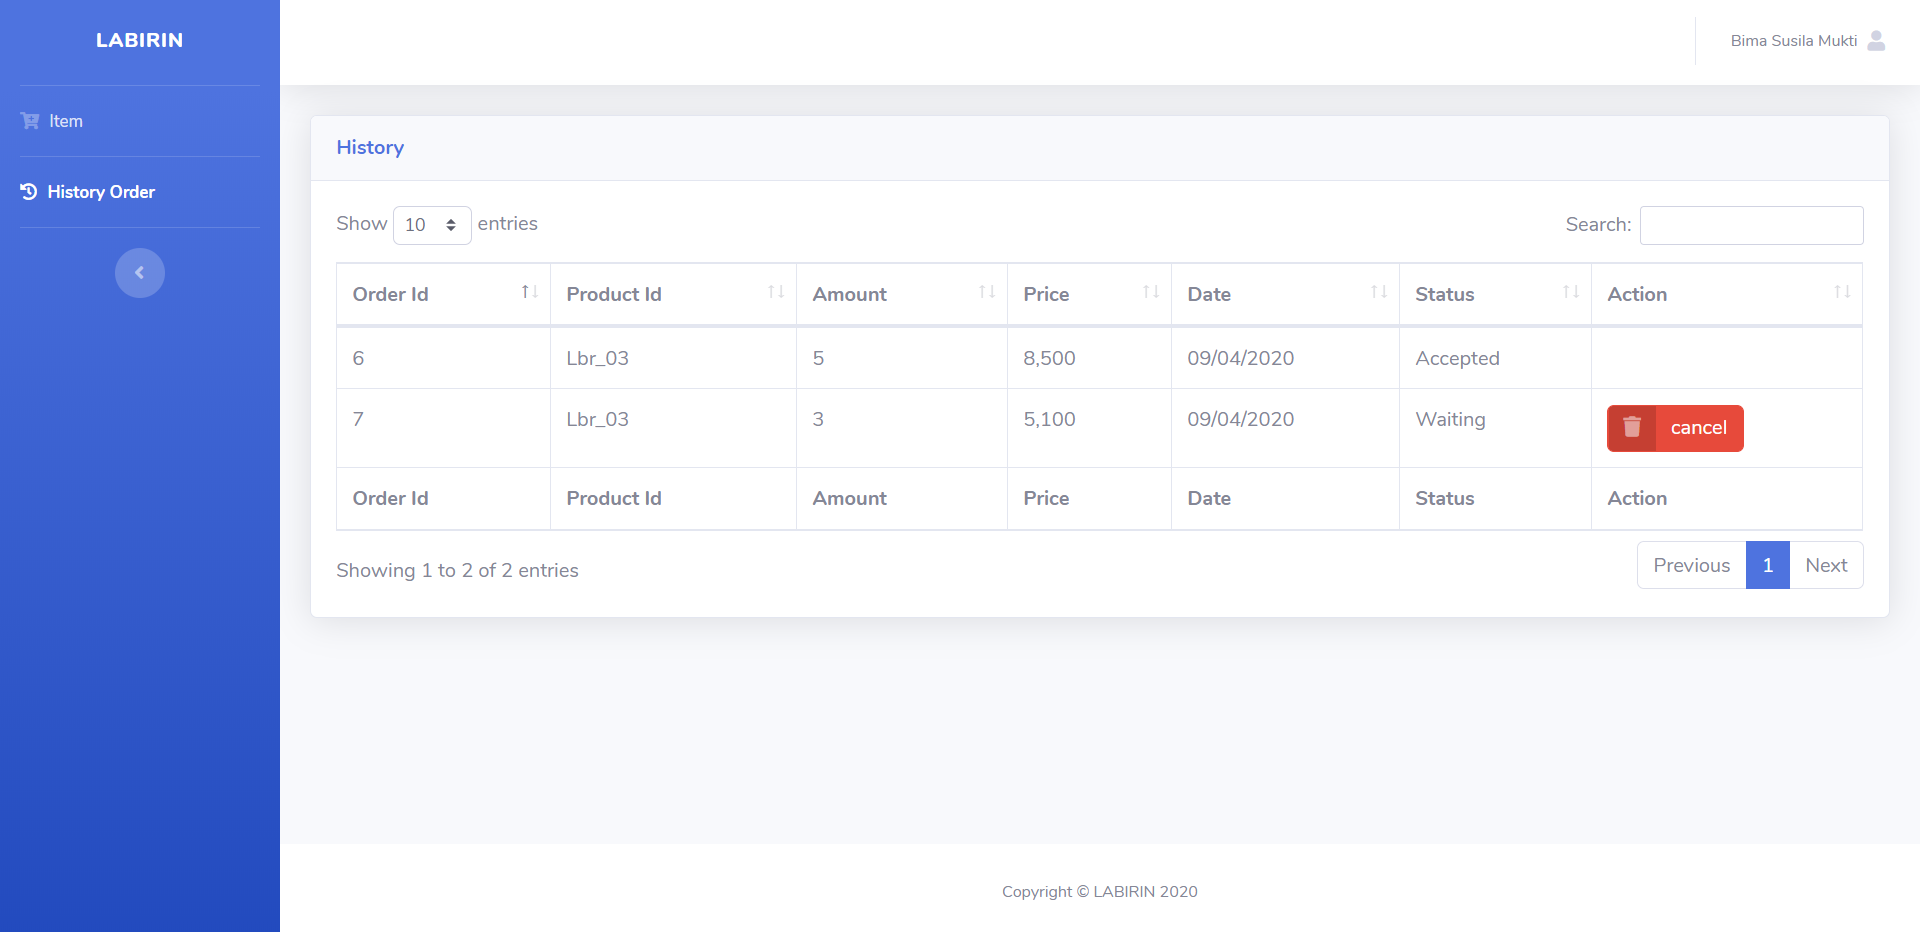 LABIRIN
Item
History Order
Bima Susila Mukti
History
Show 10 entries
Search:
Order Id Product Id Amount Price Date Status Action
6 Lbr_03 5 8,500 09/04/2020 Accepted
7 Lbr_03 3 5,100 09/04/2020 Waiting cancel
Order Id Product Id Amount Price Date Status Action
Showing 1 to 2 of 2 entries
Previous 1 Next
Copyright © LABIRIN 2020